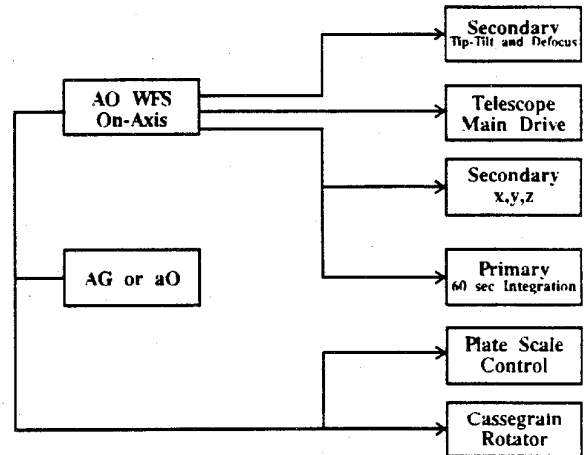 Secondary
Tip-Tilt and Defocus
AO WFS
On-Axis
Telescope
Main Drive
Secondary
x,y,z
AG or aO
Primary
60 sec Integration
Plate Scale
Control
Cassegrain
Rotator